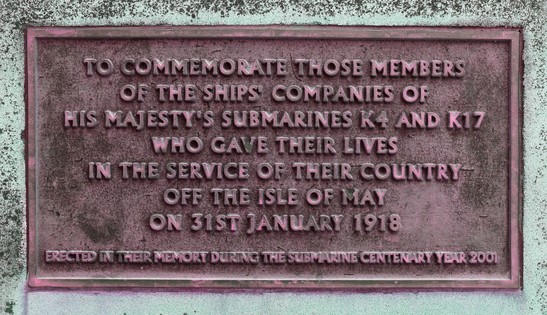 TO COMMEMORATE THOSE MEMBERS
OF THE SHIPS' COMPANIES OF
HIS MAJESTY'S SUBMARINES K4 AND K17
WHO GAVE THEIR LIVES
IN THE SERVICE OF THEIR COUNTRY
OFF THE ISLE OF MAY
ON 31ST JANUARY 1918
ERECTED IN THEIR MEMORY DURING THE SUBMARINE CENTENARY YEAR 2001